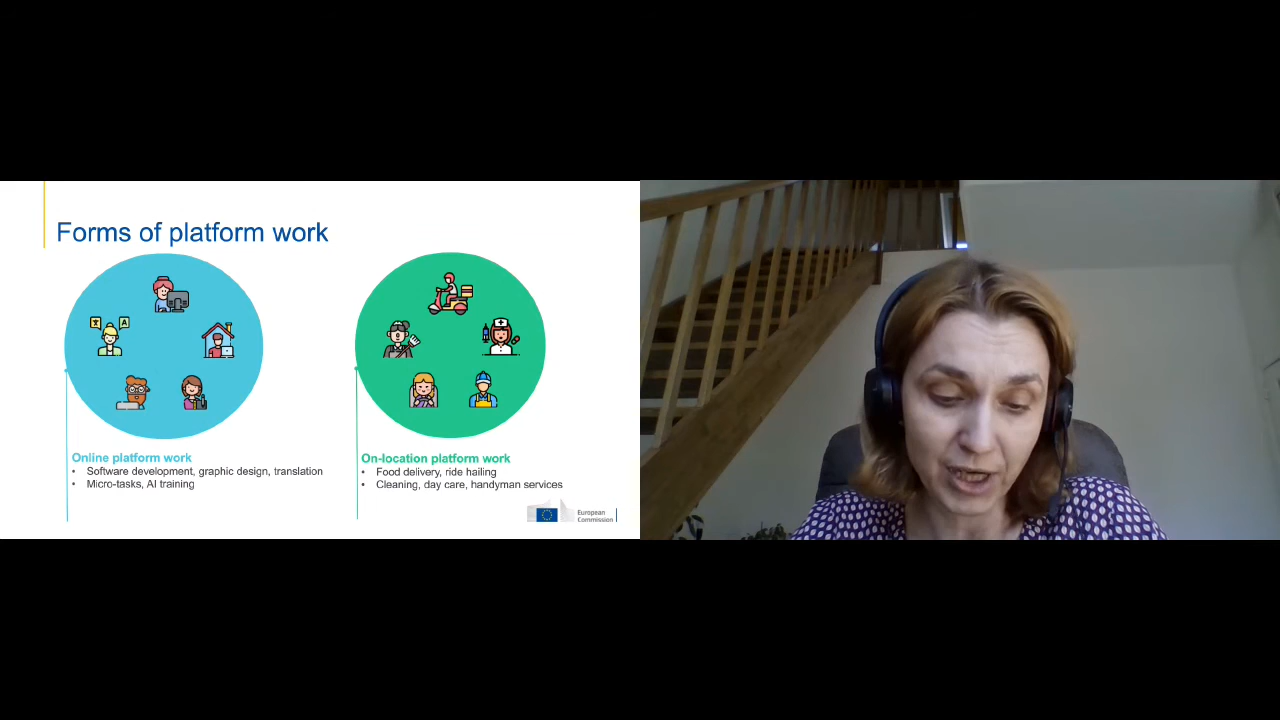 Forms of platform work
Online platform work
• Software development, graphic design, translation
• Micro-tasks, AI training
On-location platform work
• Food delivery, ride hailing
• Cleaning, day care, handyman services
European
Commission